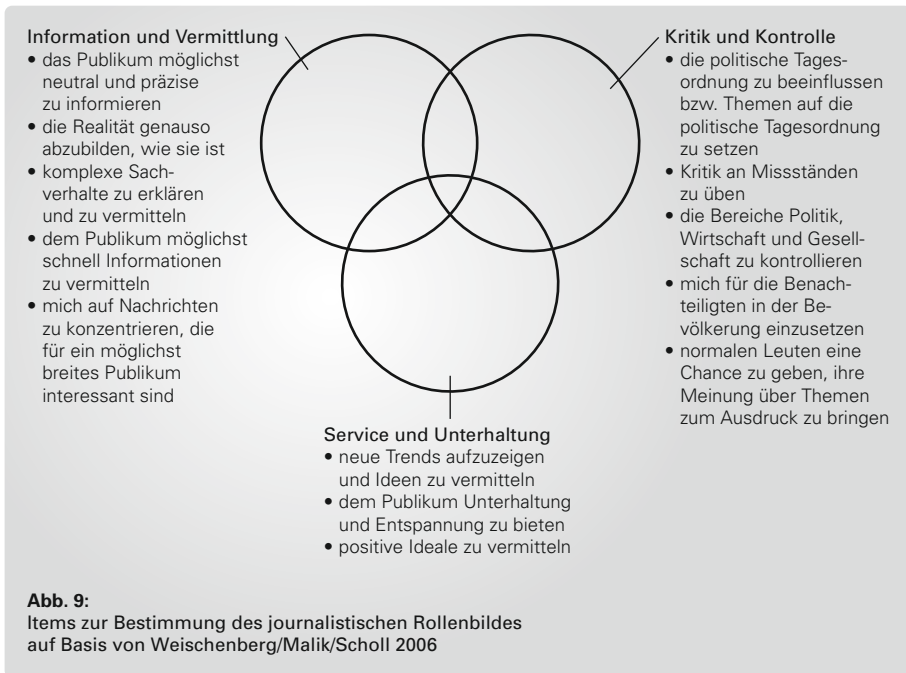 Information und Vermittlung
• das Publikum möglichst
neutral und präzise
zu informieren
• die Realität genauso
abzubilden, wie sie ist
• komplexe Sach-
verhalte zu erklären
und zu vermitteln
• dem Publikum möglichst
schnell Informationen
zu vermitteln
• mich auf Nachrichten
zu konzentrieren, die
für ein möglichst
breites Publikum
interessant sind
Kritik und Kontrolle
• die politische Tages-
ordnung zu beeinflussen
bzw. Themen auf die
politische Tagesordnung
zu setzen
• Kritik an Missständen
zu üben
• die Bereiche Politik,
Wirtschaft und Gesell-
schaft zu kontrollieren
• mich für die Benach-
teiligten in der Be-
völkerung einzusetzen
• normalen Leuten eine
Chance zu geben, ihre
Meinung über Themen
zum Ausdruck zu bringen
Service und Unterhaltung
• neue Trends aufzuzeigen
und Ideen zu vermitteln
• dem Publikum Unterhaltung
und Entspannung zu bieten
• positive Ideale zu vermitteln
Abb. 9:
Items zur Bestimmung des journalistischen Rollenbildes
auf Basis von Weischenberg/Malik/Scholl 2006